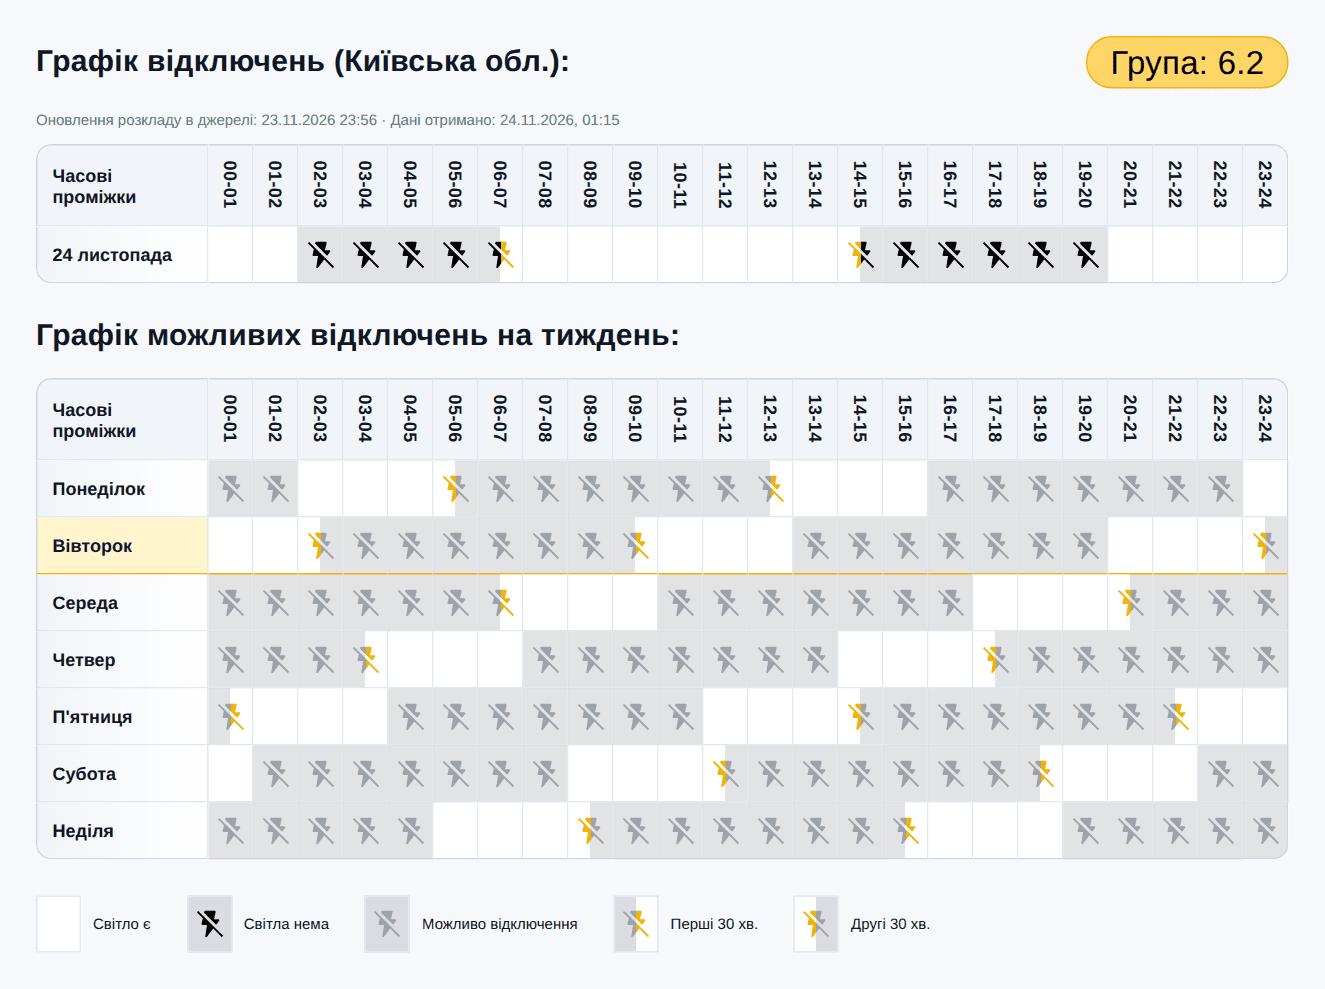 Графік відключень (Київська обл.):
Група: 6.2
Оновлення розкладу в джерелі: 23.11.2026 23:56 · Дані отримано: 24.11.2026, 01:15
Часові проміжки 00-01 01-02 02-03 03-04 04-05 05-06 06-07 07-08 08-09 09-10 10-11 11-12 12-13 13-14 14-15 15-16 16-17 17-18 18-19 19-20 20-21 21-22 22-23 23-24
24 листопада
Графік можливих відключень на тиждень:
Часові проміжки 00-01 01-02 02-03 03-04 04-05 05-06 06-07 07-08 08-09 09-10 10-11 11-12 12-13 13-14 14-15 15-16 16-17 17-18 18-19 19-20 20-21 21-22 22-23 23-24
Понеділок
Вівторок
Середа
Четвер
П'ятниця
Субота
Неділя
Світло є Світла нема Можливо відключення Перші 30 хв. Другі 30 хв.